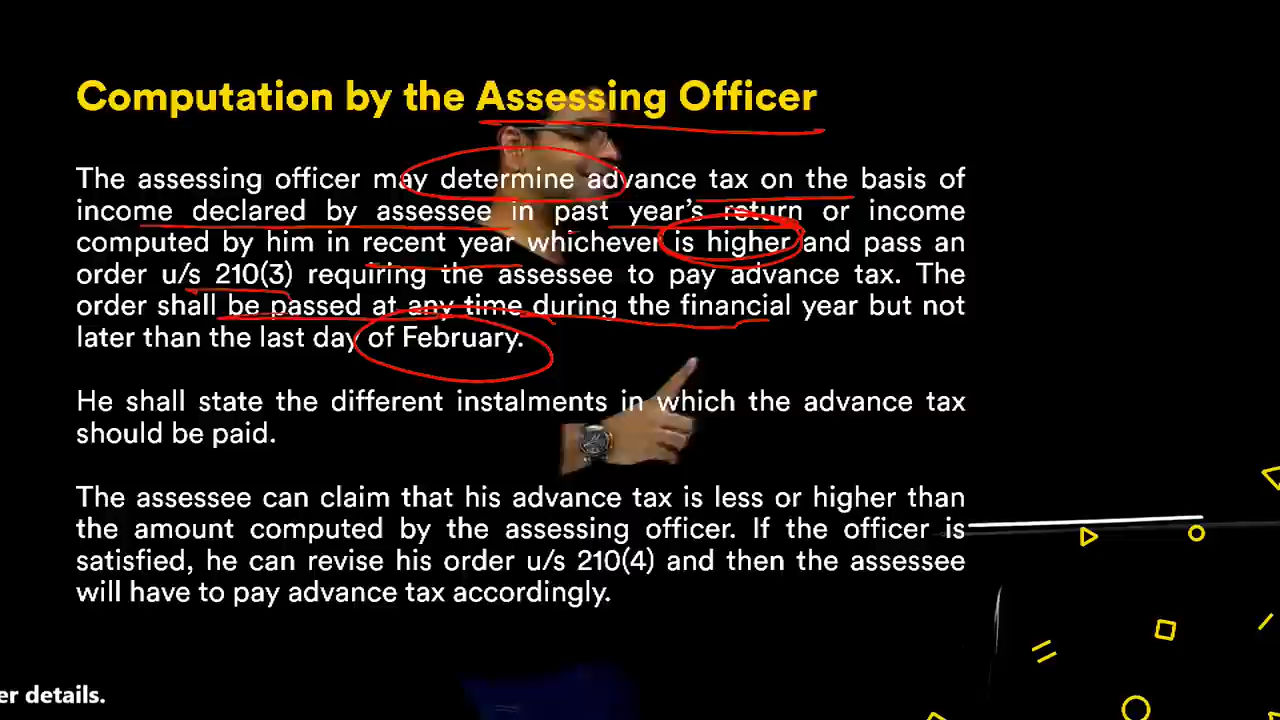 Computation by the Assessing Officer
The assessing officer may determine advance tax on the basis of
income declared by assessee in past year's return or income
computed by him in recent year whichever is higher and pass an
order u/s 210(3) requiring the assessee to pay advance tax. The
order shall be passed at any time during the financial year but not
later than the last day of February.
He shall state the different instalments in which the advance tax
should be paid.
The assessee can claim that his advance tax is less or higher than
the amount computed by the assessing officer. If the officer is
satisfied, he can revise his order u/s 210(4) and then the assessee
will have to pay advance tax accordingly.
er details.